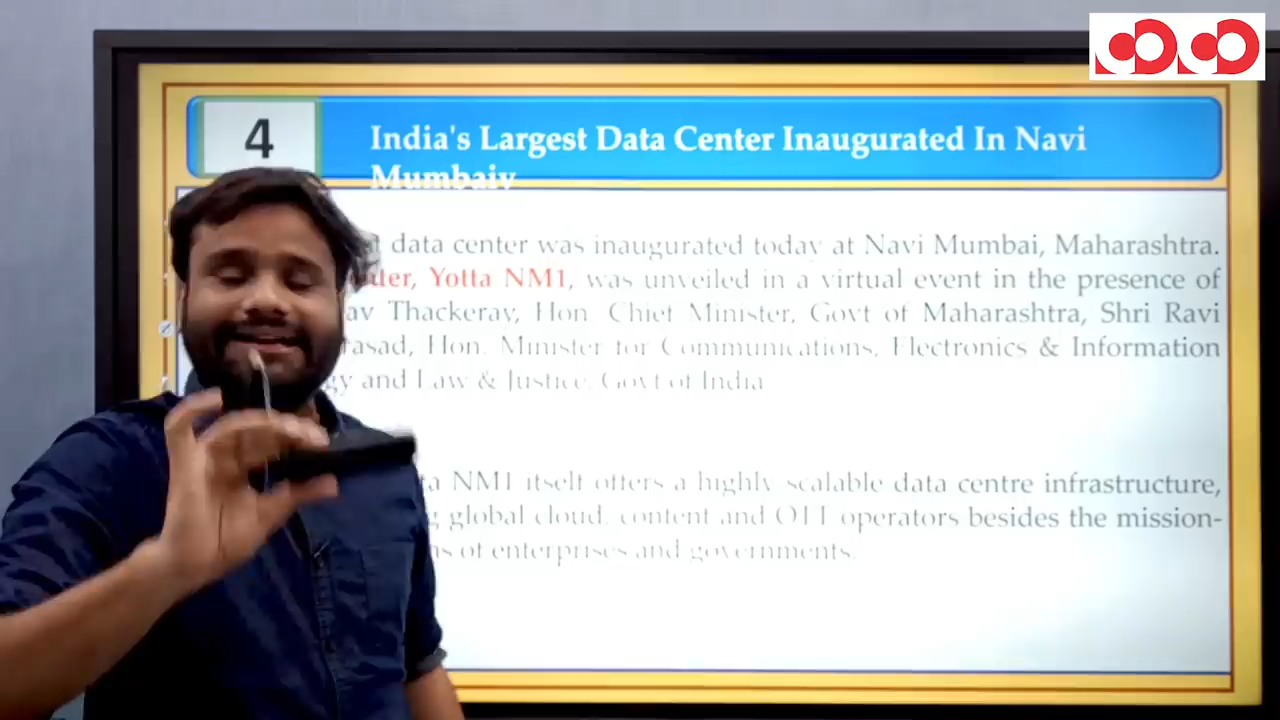 4
India's Largest Data Center Inaugurated In Navi
Mumbaiv
data center was inaugurated today at Navi Mumbai, Maharashtra.
Yotta NM1, was unveiled in a virtual event in the presence of
Thackeray, Hon. Chief Minister, Govt of Maharashtra, Shri Ravi
Hon. Minister for Communications, Electronics & Information
and Law & Justice, Govt of India
NM1 itself offers a highly scalable data centre infrastructure,
global cloud, content and OTT operators besides the mission-
of enterprises and governments.